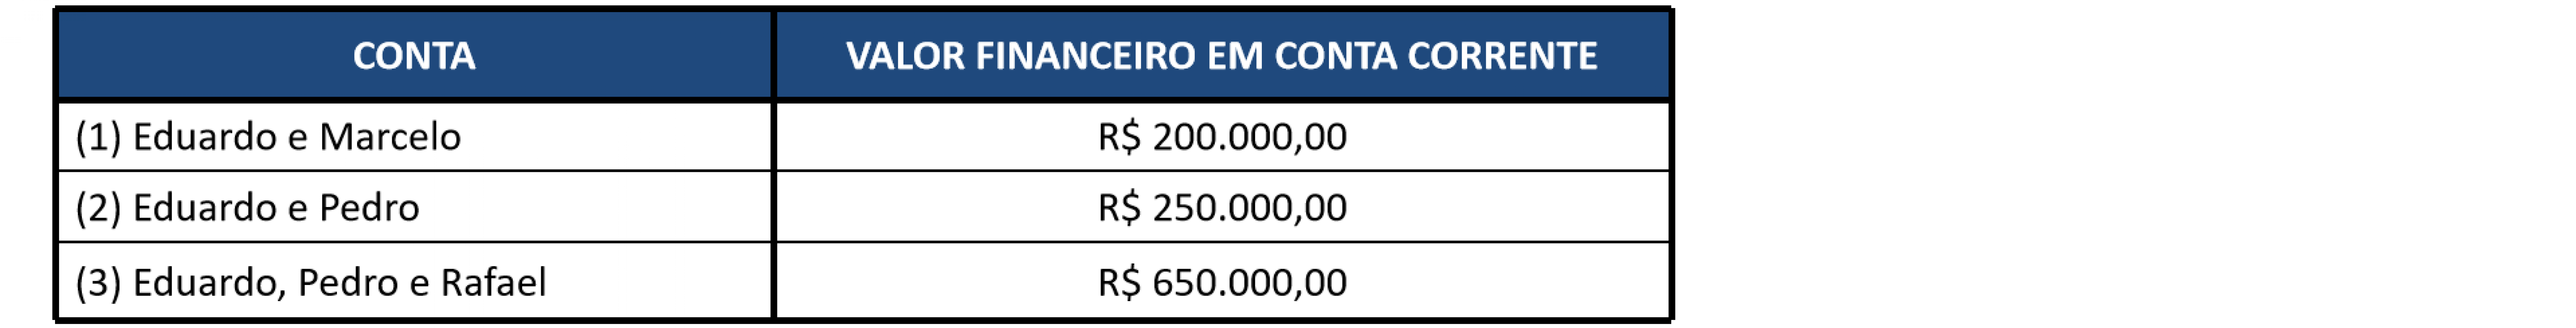 CONTA VALOR FINANCEIRO EM CONTA CORRENTE
(1) Eduardo e Marcelo R$ 200.000,00
(2) Eduardo e Pedro R$ 250.000,00
(3) Eduardo, Pedro e Rafael R$ 650.000,00